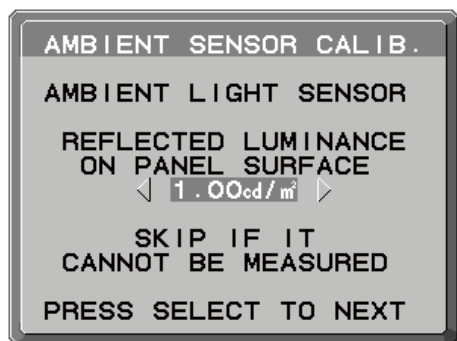 AMBIENT SENSOR CALIB.
AMBIENT LIGHT SENSOR
REFLECTED LUMINANCE
ON PANEL SURFACE
1.00cd/㎡
SKIP IF IT
CANNOT BE MEASURED
PRESS SELECT TO NEXT